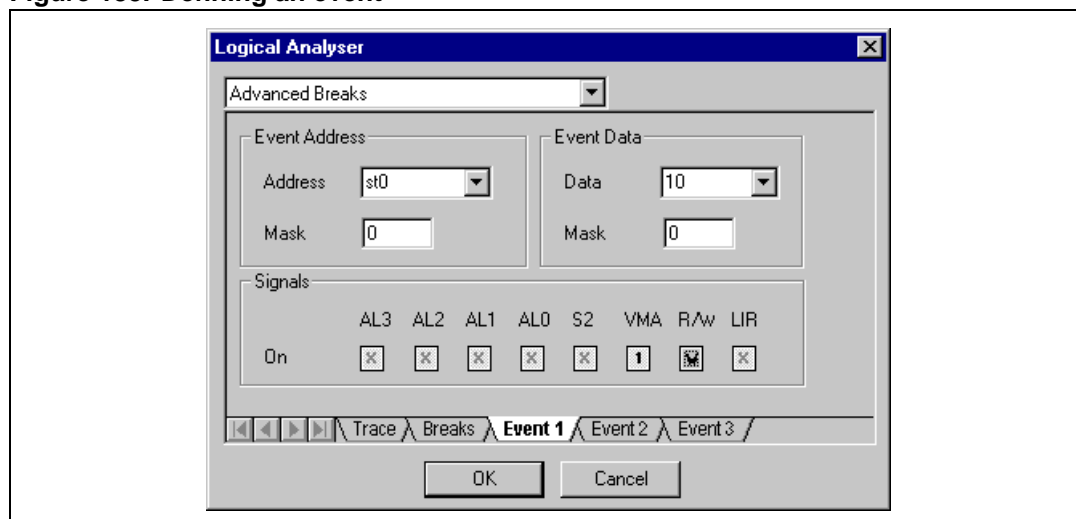 Logical Analyser
Advanced Breaks
Event Address
Address st0
Mask 0
Event Data
Data 10
Mask 0
Signals
AL3 AL2 AL1 AL0 S2 VMA R/w LIR
On X X X X X 1 X X
Trace Breaks Event 1 Event 2 Event 3
OK Cancel